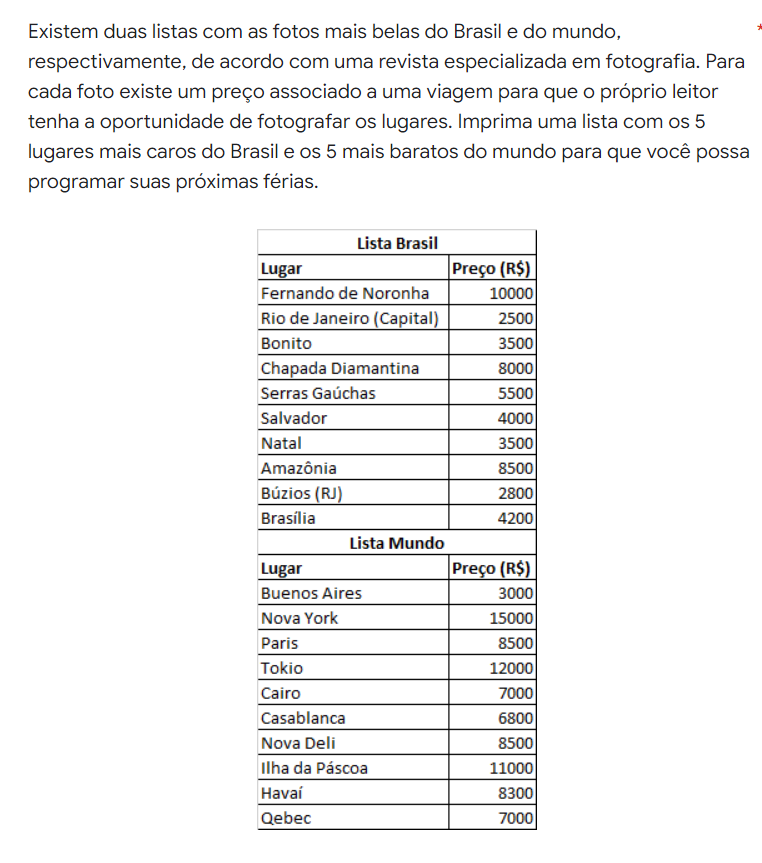 Existem duas listas com as fotos mais belas do Brasil e do mundo, *
respectivamente, de acordo com uma revista especializada em fotografia. Para
cada foto existe um preço associado a uma viagem para que o próprio leitor
tenha a oportunidade de fotografar os lugares. Imprima uma lista com os 5
lugares mais caros do Brasil e os 5 mais baratos do mundo para que você possa
programar suas próximas férias.
Lista Brasil
Lugar Preço (R$)
Fernando de Noronha 10000
Rio de Janeiro (Capital) 2500
Bonito 3500
Chapada Diamantina 8000
Serras Gaúchas 5500
Salvador 4000
Natal 3500
Amazônia 8500
Búzios (RJ) 2800
Brasília 4200
Lista Mundo
Lugar Preço (R$)
Buenos Aires 3000
Nova York 15000
Paris 8500
Tokio 12000
Cairo 7000
Casablanca 6800
Nova Deli 8500
Ilha da Páscoa 11000
Havaí 8300
Qebec 7000